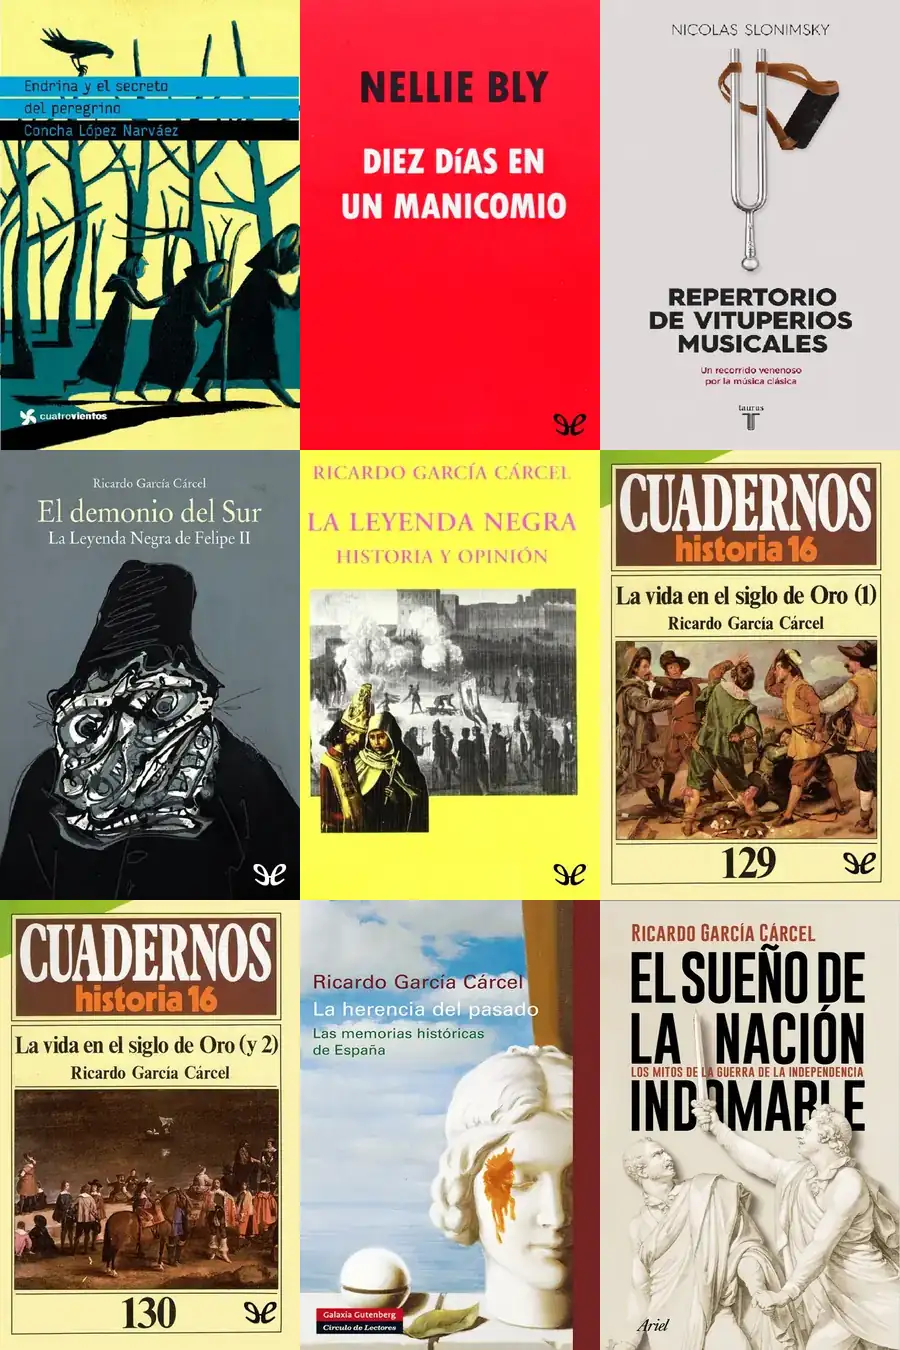 Endrina y el secreto
del peregrino
Concha López Narváez
cuatrovientos
NELLIE BLY
DIEZ DíAS EN
UN MANICOMIO
NICOLAS SLONIMSKY
REPERTORIO
DE VITUPERIOS
MUSICALES
Un recorrido venenoso
por la música clásica
taurus
T
Ricardo García Cárcel
El demonio del Sur
La Leyenda Negra de Felipe II
RICARDO GARCÍA CÁRCEL
LA LEYENDA NEGRA
HISTORIA Y OPINIÓN
CUADERNOS
historia 16
La vida en el siglo de Oro (1)
Ricardo García Cárcel
129
CUADERNOS
historia 16
La vida en el siglo de Oro (y 2)
Ricardo García Cárcel
130
Ricardo García Cárcel
La herencia del pasado
Las memorias históricas
de España
Galaxia Gutenberg
Círculo de Lectores
RICARDO GARCÍA CÁRCEL
EL SUEÑO DE
LA NACIÓN
LOS MITOS DE LA GUERRA DE LA INDEPENDENCIA
INDOMABLE
Ariel